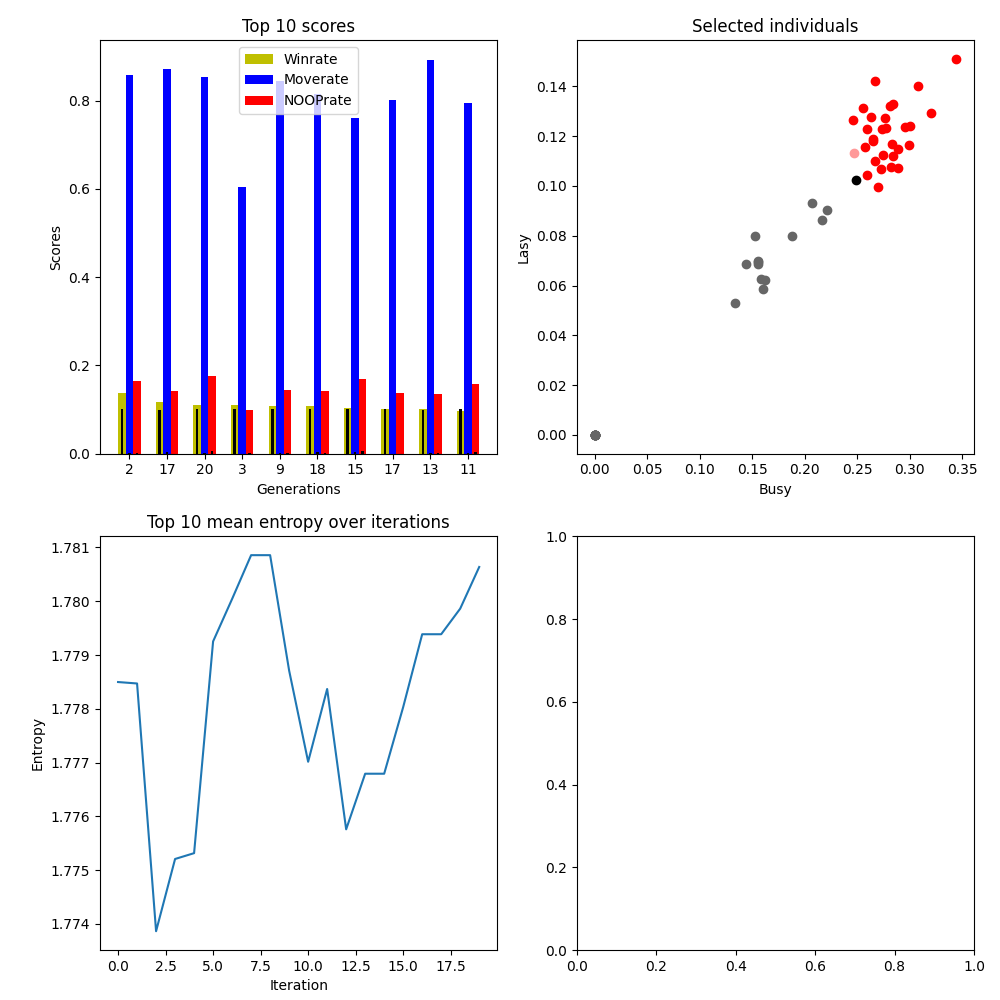 Top 10 scores
Winrate
Moverate
NOOPrate
0.8
0.6
0.4
0.2
0.0
Scores
2 17 20 3 9 18 15 17 13 11
Generations
Selected individuals
0.14
0.12
0.10
0.08
0.06
0.04
0.02
0.00
Lasy
0.00 0.05 0.10 0.15 0.20 0.25 0.30 0.35
Busy
Top 10 mean entropy over iterations
1.781
1.780
1.779
1.778
1.777
1.776
1.775
1.774
Entropy
0.0 2.5 5.0 7.5 10.0 12.5 15.0 17.5
Iteration
1.0
0.8
0.6
0.4
0.2
0.0
0.0 0.2 0.4 0.6 0.8 1.0